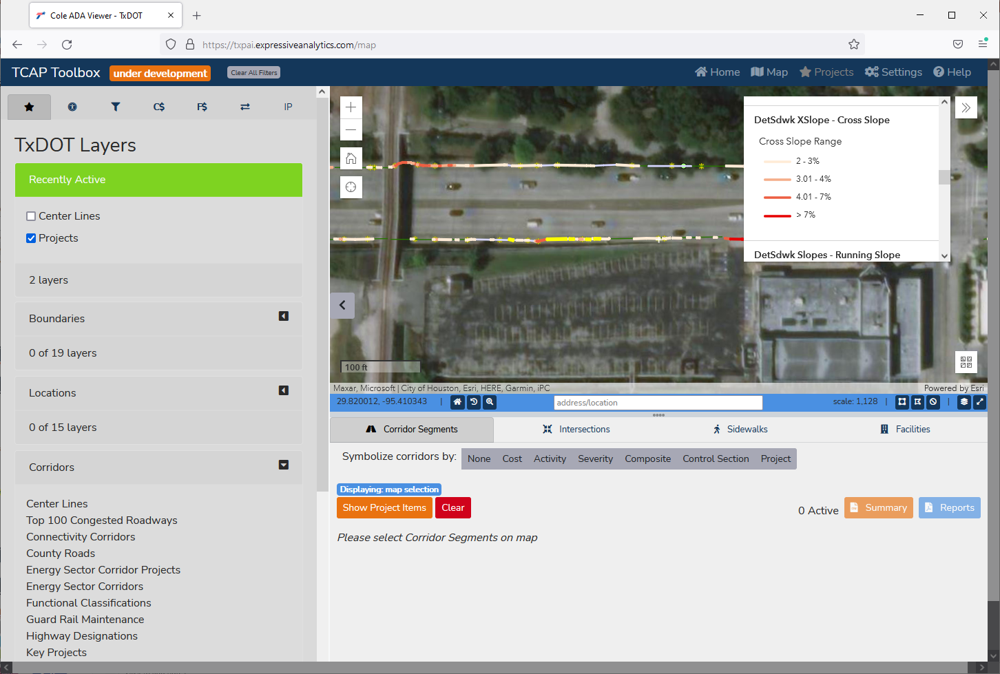 Cole ADA Viewer - TxDOT
https://txpai.expressiveanalytics.com/map
TCAP Toolbox under development Clear All Filters Home Map Projects Settings Help
C$ F$ IP
TxDOT Layers
Recently Active
Center Lines
Projects
2 layers
Boundaries
0 of 19 layers
Locations
0 of 15 layers
Corridors
Center Lines
Top 100 Congested Roadways
Connectivity Corridors
County Roads
Energy Sector Corridor Projects
Energy Sector Corridors
Functional Classifications
Guard Rail Maintenance
Highway Designations
Key Projects
DetSdwk XSlope - Cross Slope
Cross Slope Range
2 - 3%
3.01 - 4%
4.01 - 7%
> 7%
DetSdwk Slopes - Running Slope
100 ft
Maxar, Microsoft | City of Houston, Esri, HERE, Garmin, iPC Powered by Esri
29.820012, -95.410343 | address/location scale: 1,128 | |
Corridor Segments Intersections Sidewalks Facilities
Symbolize corridors by: None Cost Activity Severity Composite Control Section Project
Displaying: map selection
Show Project Items Clear 0 Active Summary Reports
Please select Corridor Segments on map